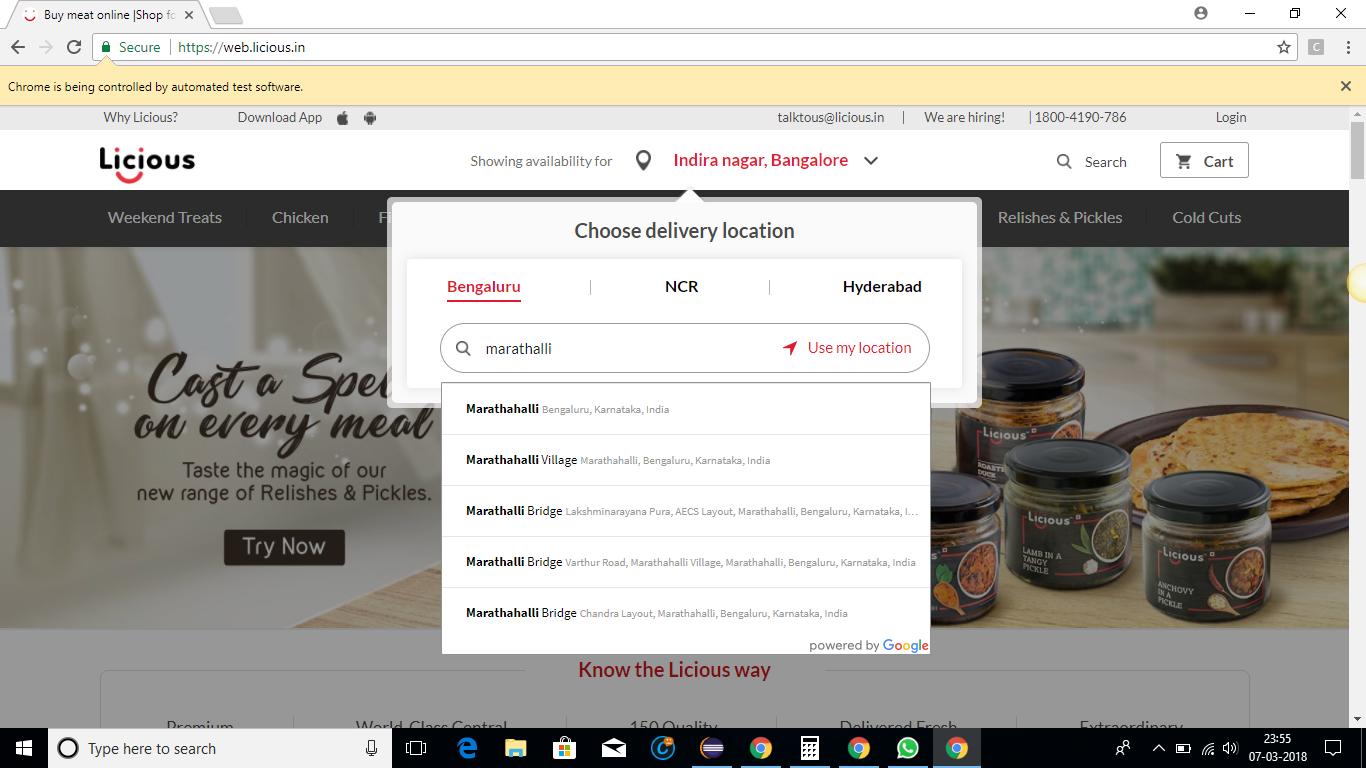 Buy meat online |Shop fo
Secure https://web.licious.in
C
Chrome is being controlled by automated test software.
Why Licious? Download App talktous@licious.in | We are hiring! | 1800-4190-786 Login
Licious Showing availability for Indira nagar, Bangalore Search Cart
Weekend Treats Chicken Fi Relishes & Pickles Cold Cuts
Choose delivery location
Bengaluru | NCR | Hyderabad
marathalli Use my location
Marathahalli Bengaluru, Karnataka, India
Marathahalli Village Marathahalli, Bengaluru, Karnataka, India
Marathalli Bridge Lakshminarayana Pura, AECS Layout, Marathahalli, Bengaluru, Karnataka, I...
Marathalli Bridge Varthur Road, Marathahalli Village, Marathahalli, Bengaluru, Karnataka, India
Marathahalli Bridge Chandra Layout, Marathahalli, Bengaluru, Karnataka, India
powered by Google
Cast a Spe
on every meal
Taste the magic of our
new range of Relishes & Pickles.
Try Now
Licious
ROASTE
DUCK
Licious
LAMB IN A
TANGY
PICKLE
Licious
ANCHOVY
IN A
PICKLE
Know the Licious way
Premium World-Class Central 150 Quality Delivered Fresh Extraordinary
Type here to search
23:55
07-03-2018